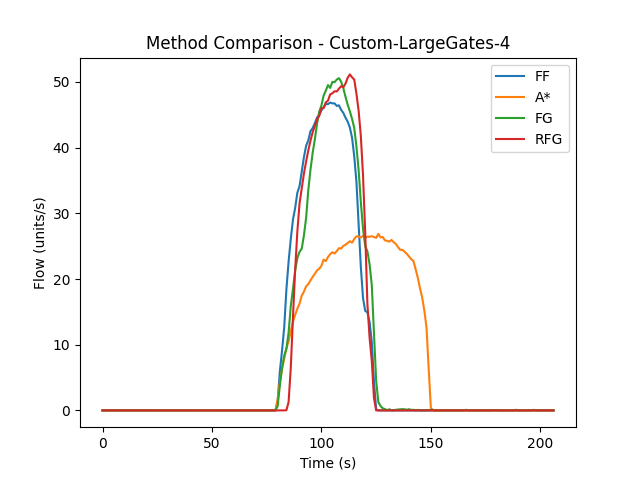 Method Comparison - Custom-LargeGates-4
FF
A*
FG
RFG
50
40
30
20
10
0
Flow (units/s)
0 50 100 150 200
Time (s)